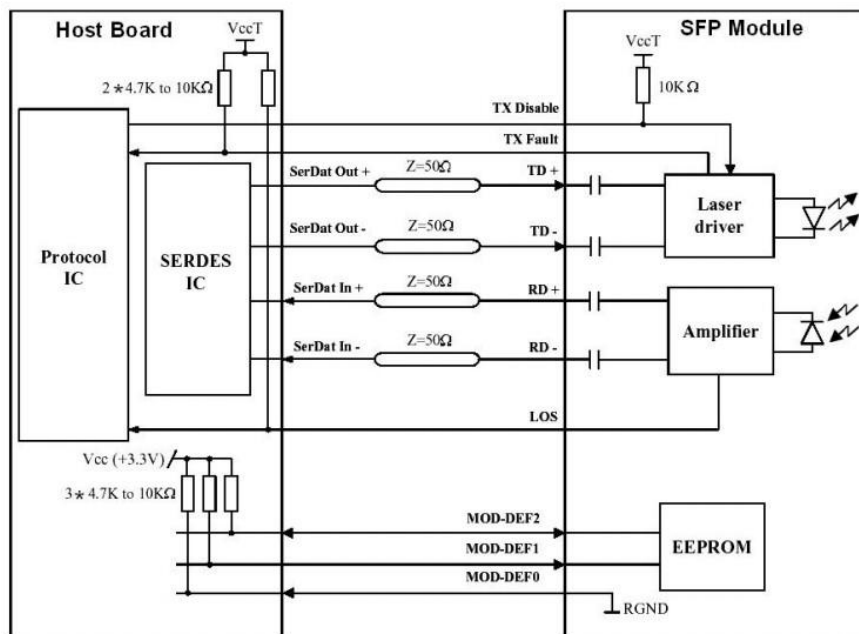 Host Board
SFP Module
VccT
VccT
2*4.7K to 10KΩ
10KΩ
TX Disable
TX Fault
SerDat Out +
Z=50Ω
TD +
Laser
driver
SerDat Out -
Z=50Ω
TD -
Protocol
IC
SERDES
IC
SerDat In +
Z=50Ω
RD +
Amplifier
SerDat In -
Z=50Ω
RD -
LOS
Vcc (+3.3V)
3*4.7K to 10KΩ
MOD-DEF2
MOD-DEF1
EEPROM
MOD-DEF0
RGND